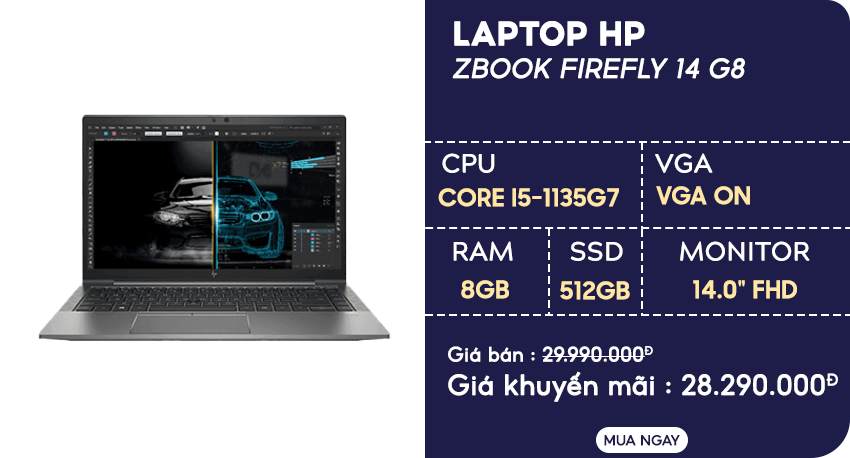 LAPTOP HP
ZBOOK FIREFLY 14 G8
CPU
CORE I5-1135G7
VGA
VGA ON
RAM
8GB
SSD
512GB
MONITOR
14.0" FHD
Giá bán : 29.990.000Đ
Giá khuyến mãi : 28.290.000Đ
MUA NGAY